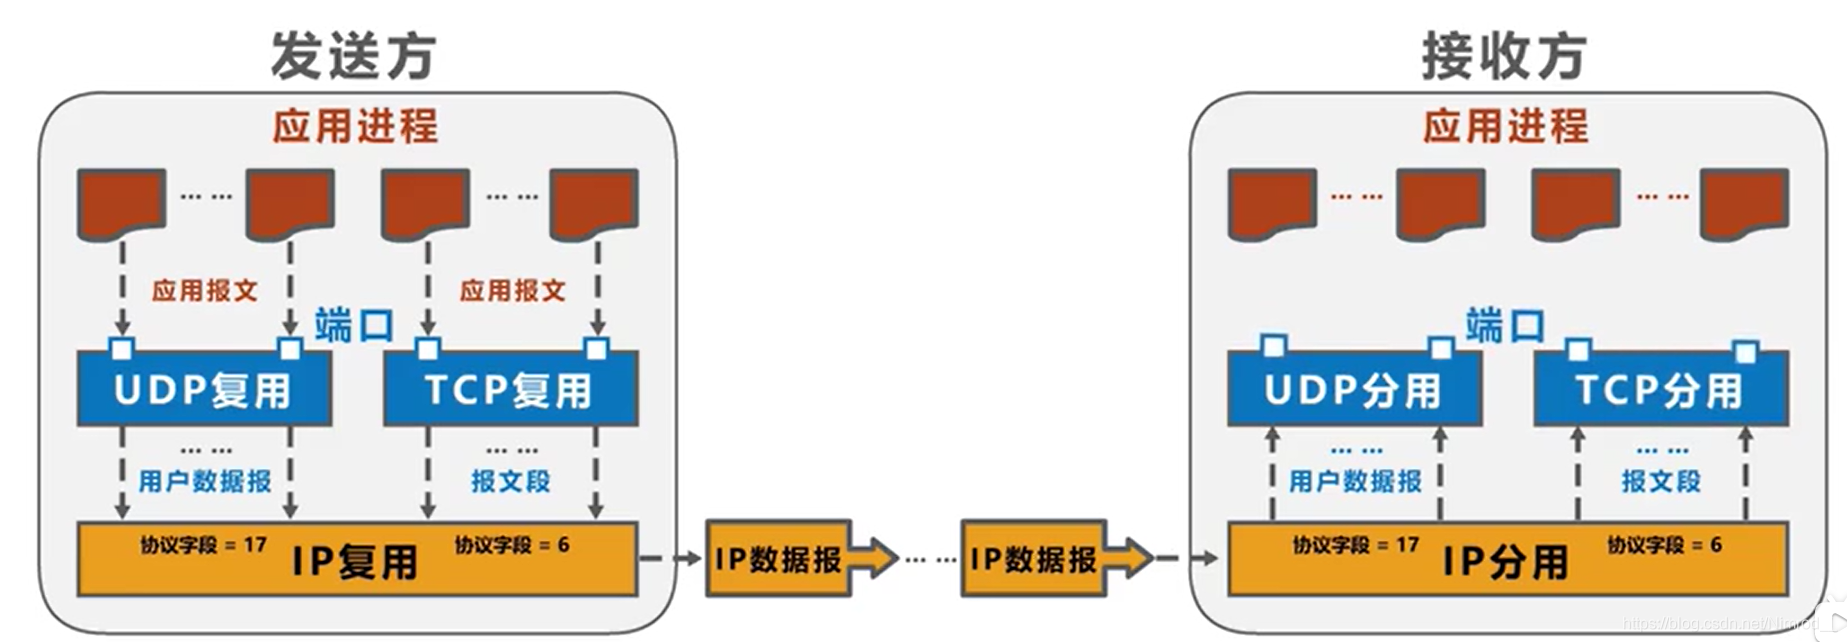 发送方
应用进程
... ... ... ...
应用报文 应用报文
端口
UDP复用 TCP复用
... ... ... ...
用户数据报 报文段
协议字段 = 17 IP复用 协议字段 = 6
IP数据报 ... ... IP数据报
接收方
应用进程
... ... ... ...
端口
UDP分用 TCP分用
... ... ... ...
用户数据报 报文段
协议字段 = 17 IP分用 协议字段 = 6